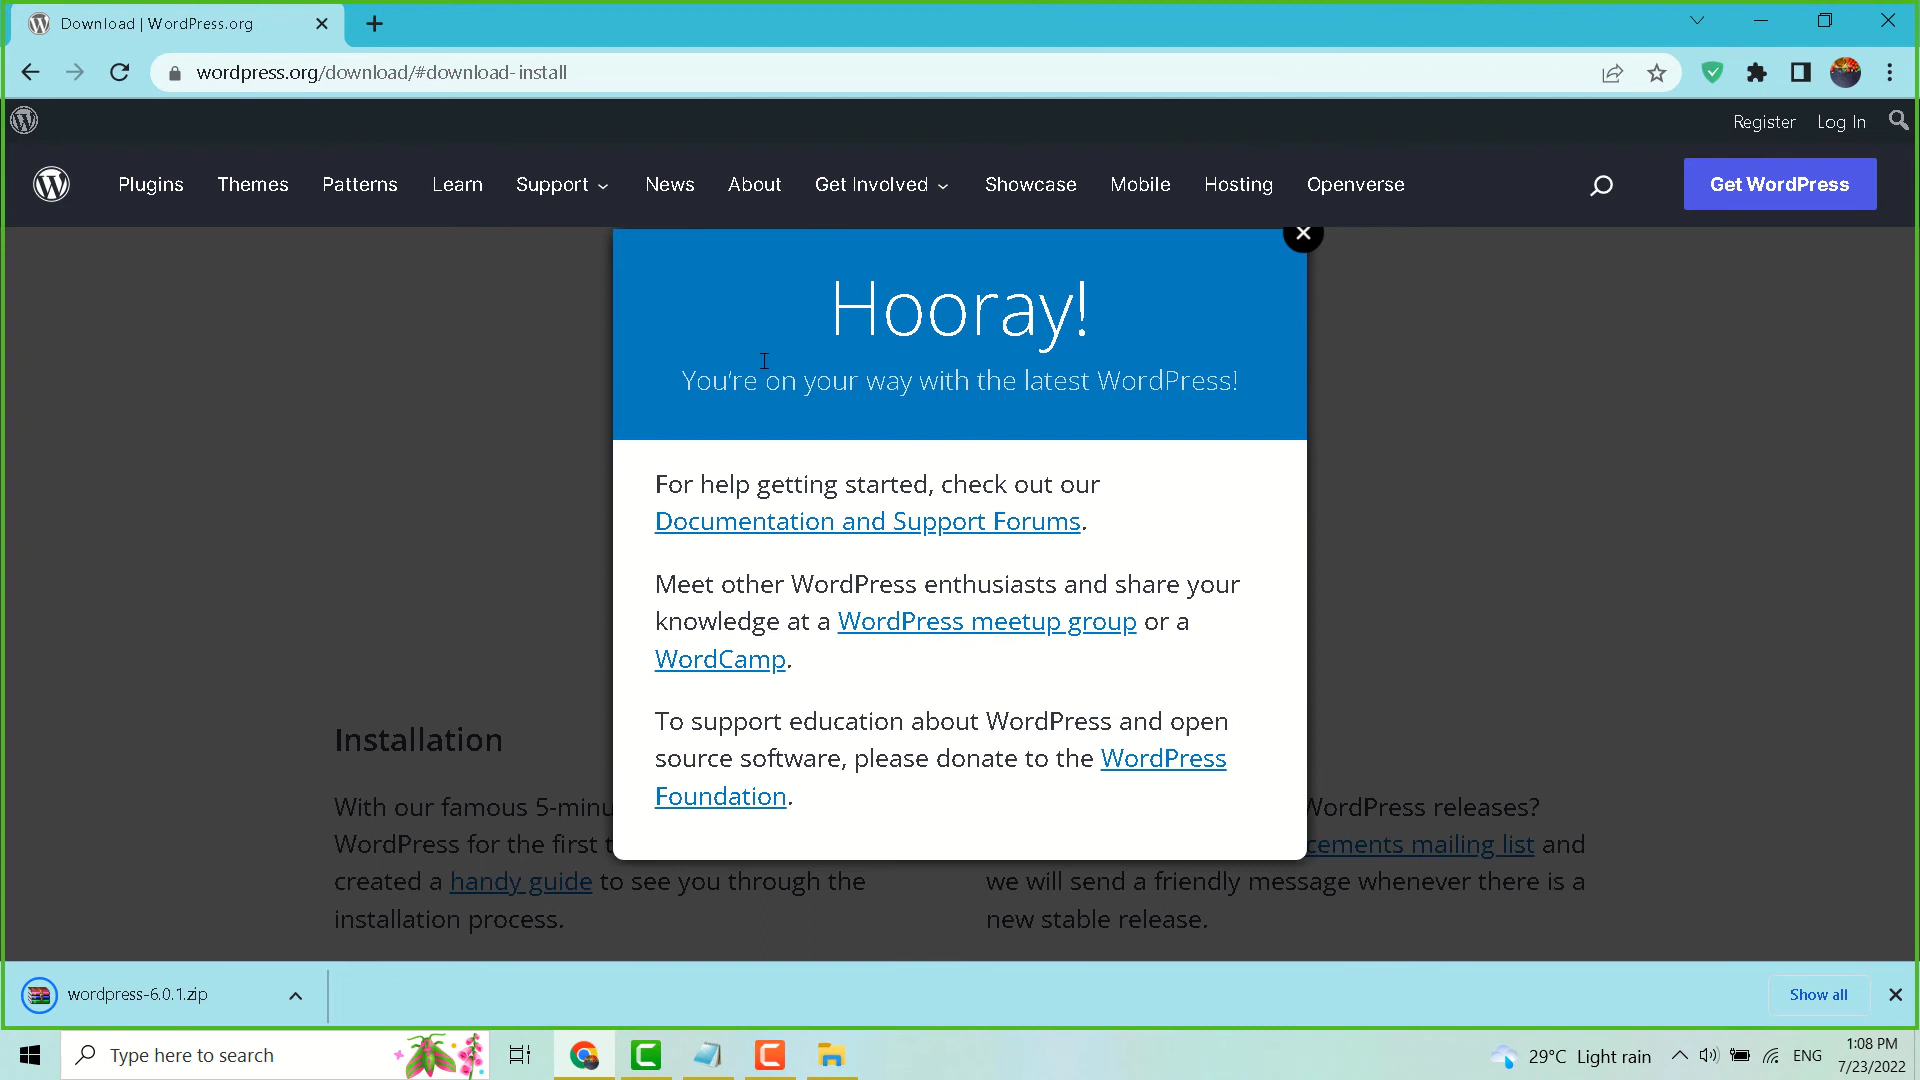 Download | WordPress.org
wordpress.org/download/#download-install
Register Log In
Plugins Themes Patterns Learn Support News About Get Involved Showcase Mobile Hosting Openverse Get WordPress
Hooray!
You're on your way with the latest WordPress!
For help getting started, check out our
Documentation and Support Forums.
Meet other WordPress enthusiasts and share your
knowledge at a WordPress meetup group or a
WordCamp.
To support education about WordPress and open
source software, please donate to the WordPress
Foundation.
Installation
With our famous 5-minu
WordPress for the first t
created a handy guide to see you through the
installation process.
WordPress releases?
cements mailing list and
we will send a friendly message whenever there is a
new stable release.
wordpress-6.0.1.zip
Show all
Type here to search
29°C Light rain
ENG
1:08 PM
7/23/2022